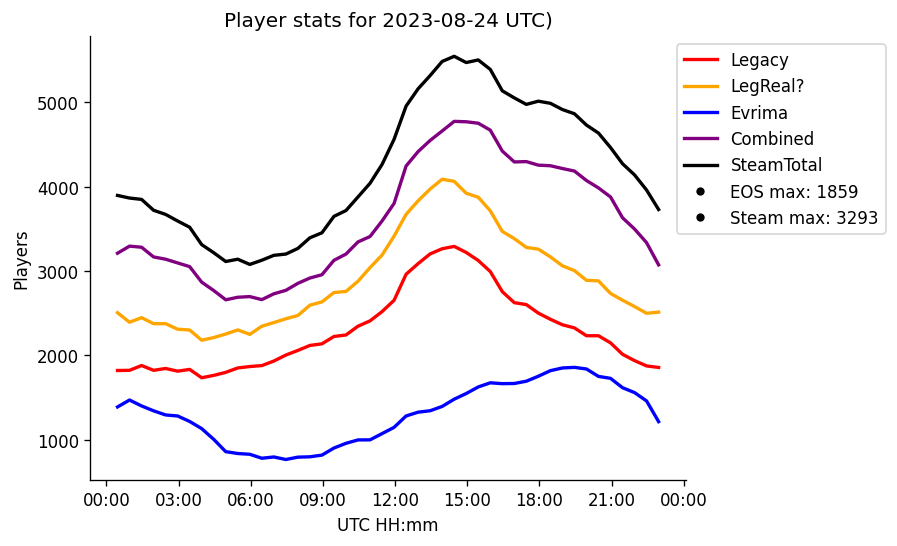 Player stats for 2023-08-24 UTC)
Legacy
LegReal?
Evrima
Combined
SteamTotal
EOS max: 1859
Steam max: 3293
Players
5000
4000
3000
2000
1000
00:00 03:00 06:00 09:00 12:00 15:00 18:00 21:00 00:00
UTC HH:mm